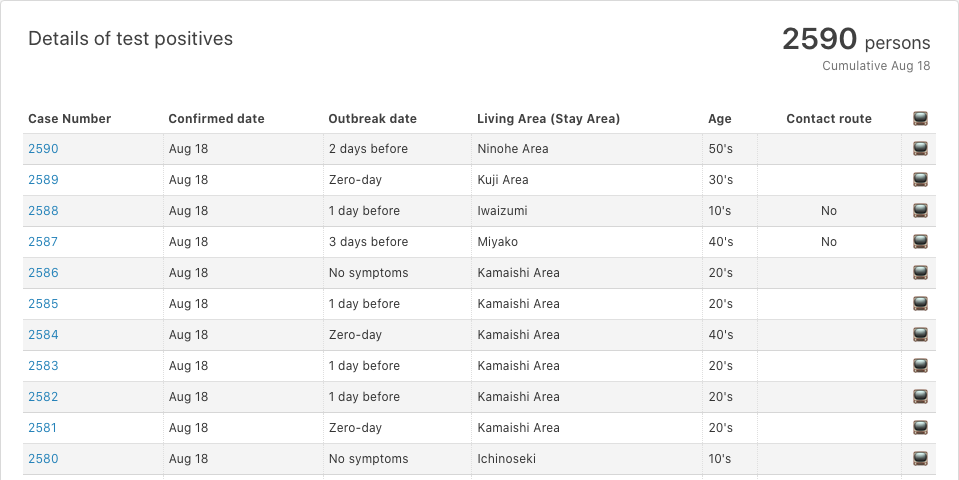 Details of test positives
2590 persons
Cumulative Aug 18
Case Number Confirmed date Outbreak date Living Area (Stay Area) Age Contact route
2590 Aug 18 2 days before Ninohe Area 50's
2589 Aug 18 Zero-day Kuji Area 30's
2588 Aug 18 1 day before Iwaizumi 10's No
2587 Aug 18 3 days before Miyako 40's No
2586 Aug 18 No symptoms Kamaishi Area 20's
2585 Aug 18 1 day before Kamaishi Area 20's
2584 Aug 18 Zero-day Kamaishi Area 40's
2583 Aug 18 1 day before Kamaishi Area 20's
2582 Aug 18 1 day before Kamaishi Area 20's
2581 Aug 18 Zero-day Kamaishi Area 20's
2580 Aug 18 No symptoms Ichinoseki 10's